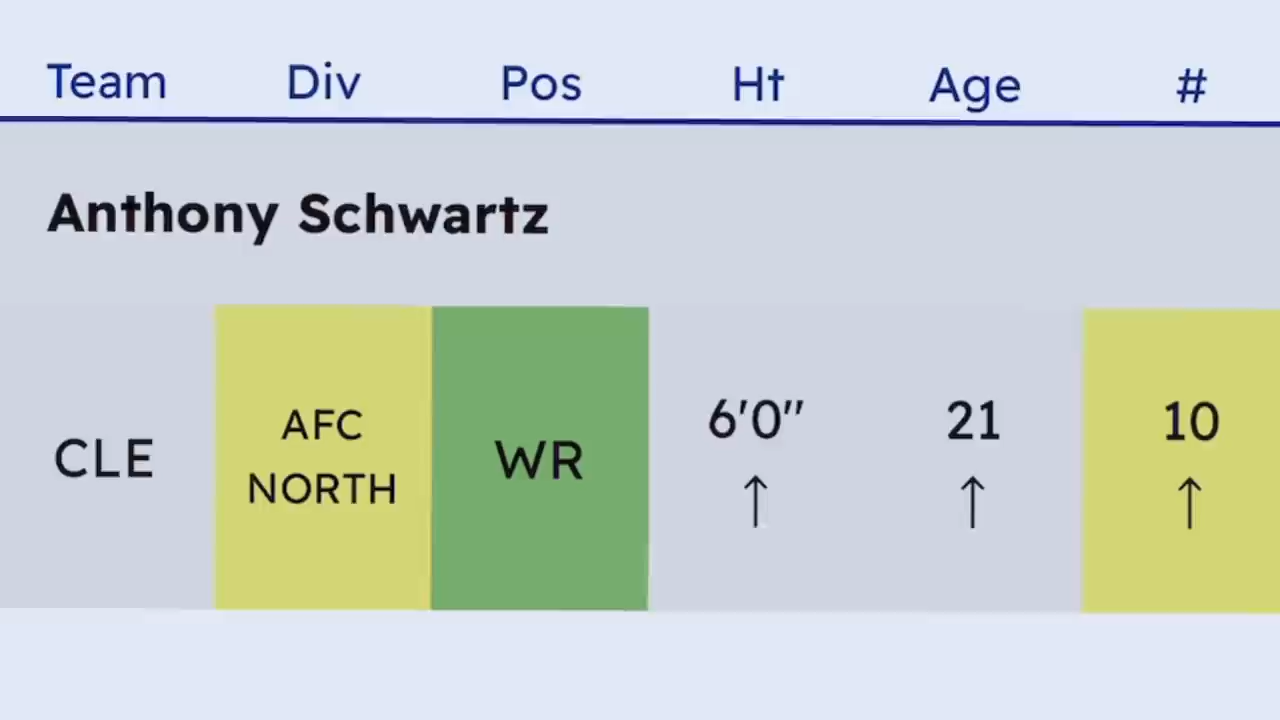 Team Div Pos Ht Age #
Anthony Schwartz
CLE AFC NORTH WR 6'0" 21 10
↑ ↑ ↑